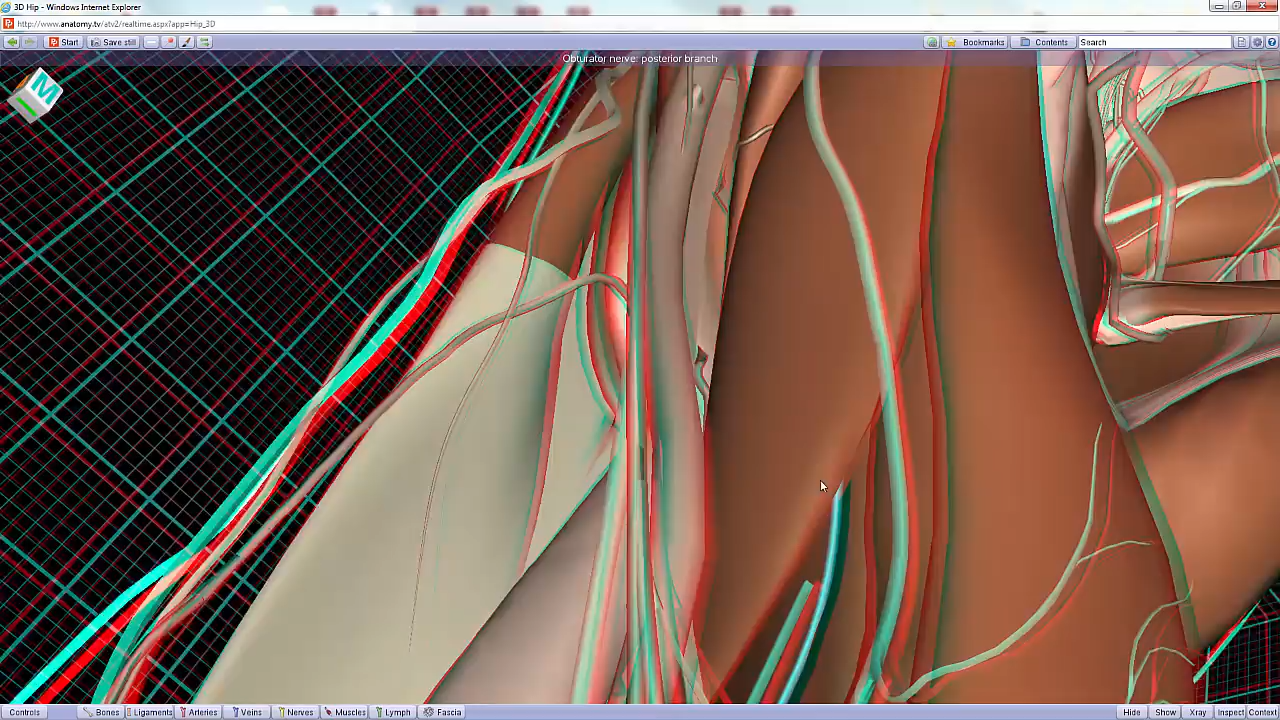 3D Hip - Windows Internet Explorer
http://www.anatomy.tv/atv2/realtime.aspx?app=Hip_3D
Start
Save still
Bookmarks
Contents
Search
Obturator nerve: posterior branch
M
Controls
Bones
Ligaments
Arteries
Veins
Nerves
Muscles
Lymph
Fascia
Hide
Show
Xray
Inspect
Context